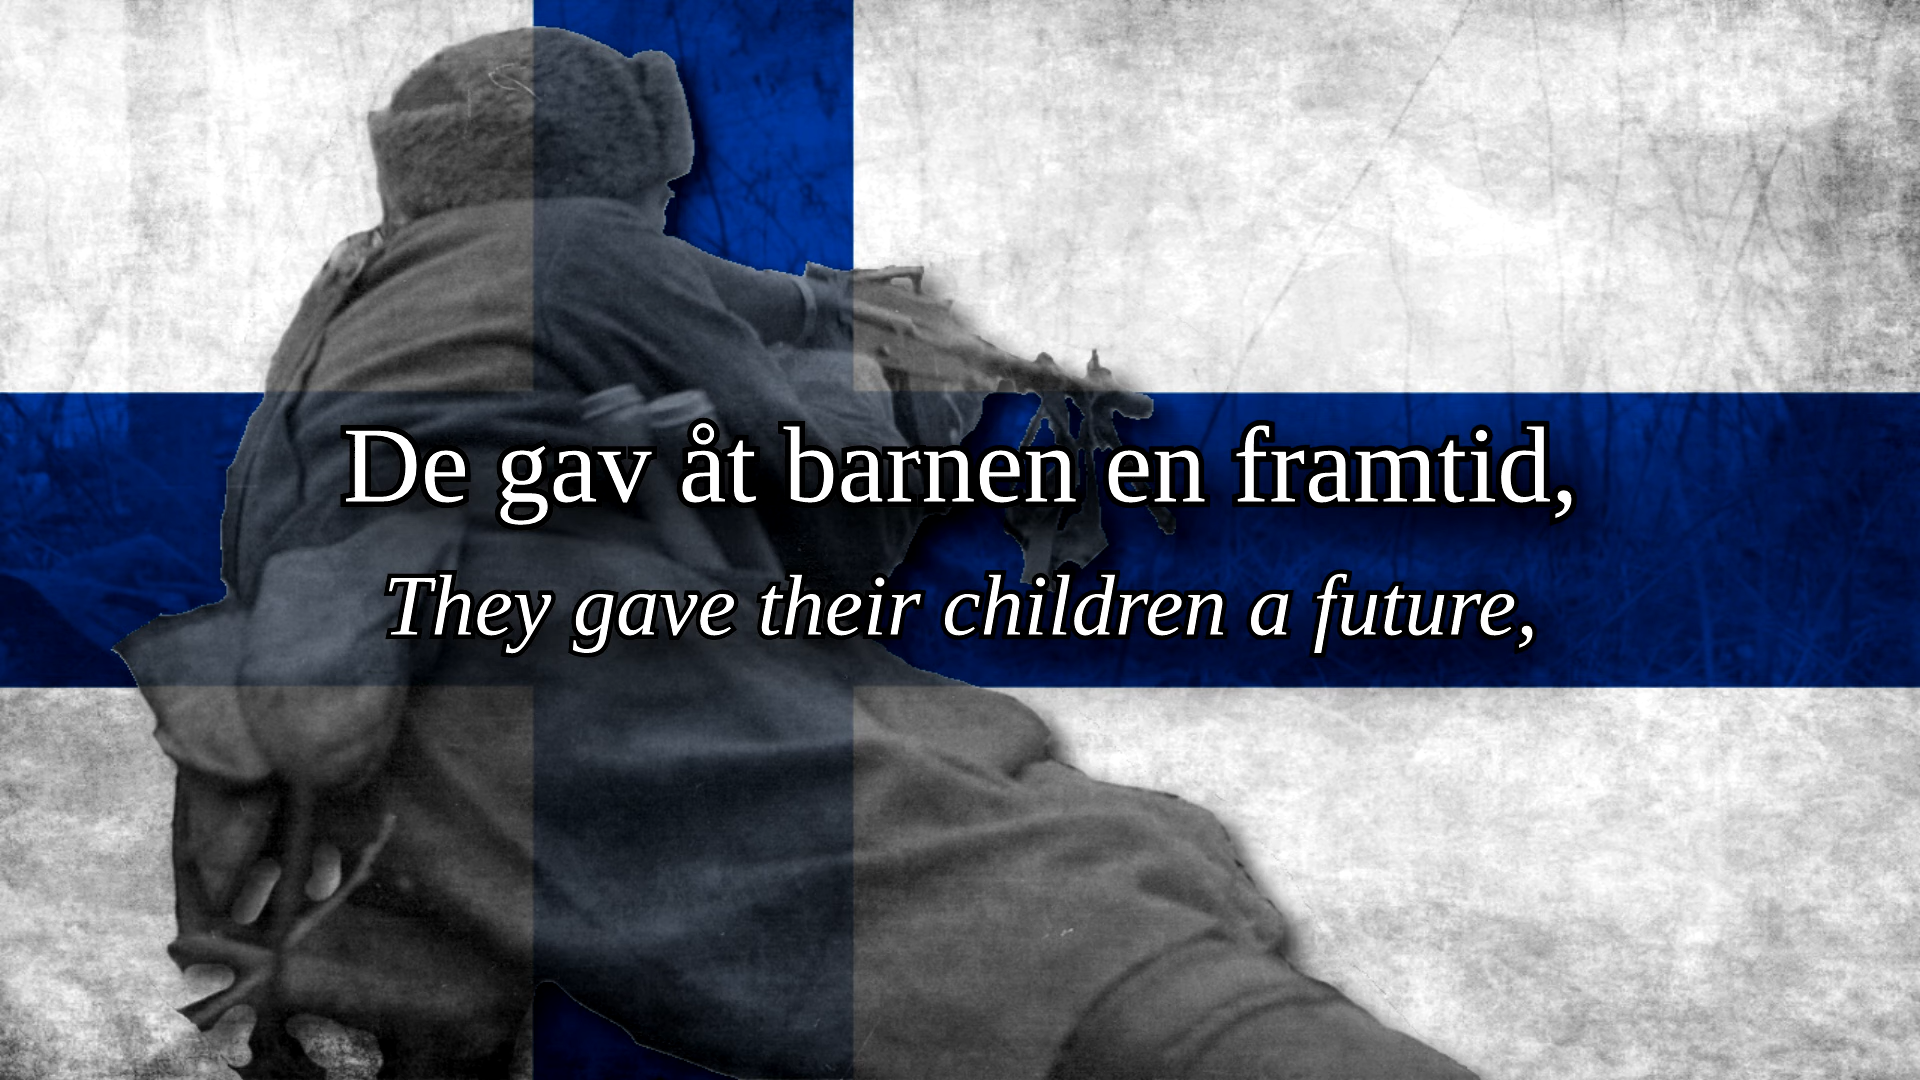 De gav åt barnen en framtid,
They gave their children a future,